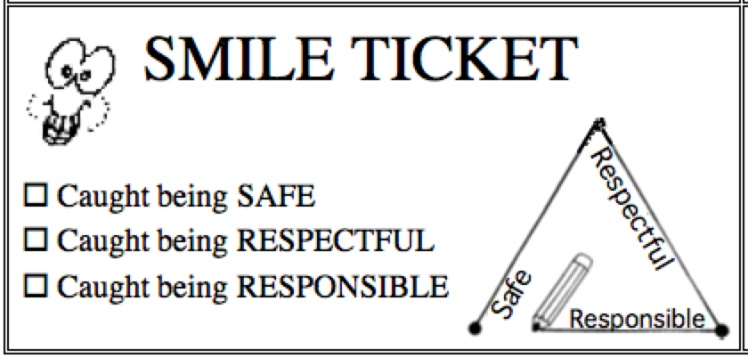 SMILE TICKET
☐ Caught being SAFE
☐ Caught being RESPECTFUL
☐ Caught being RESPONSIBLE
Safe
Respectful
Responsible